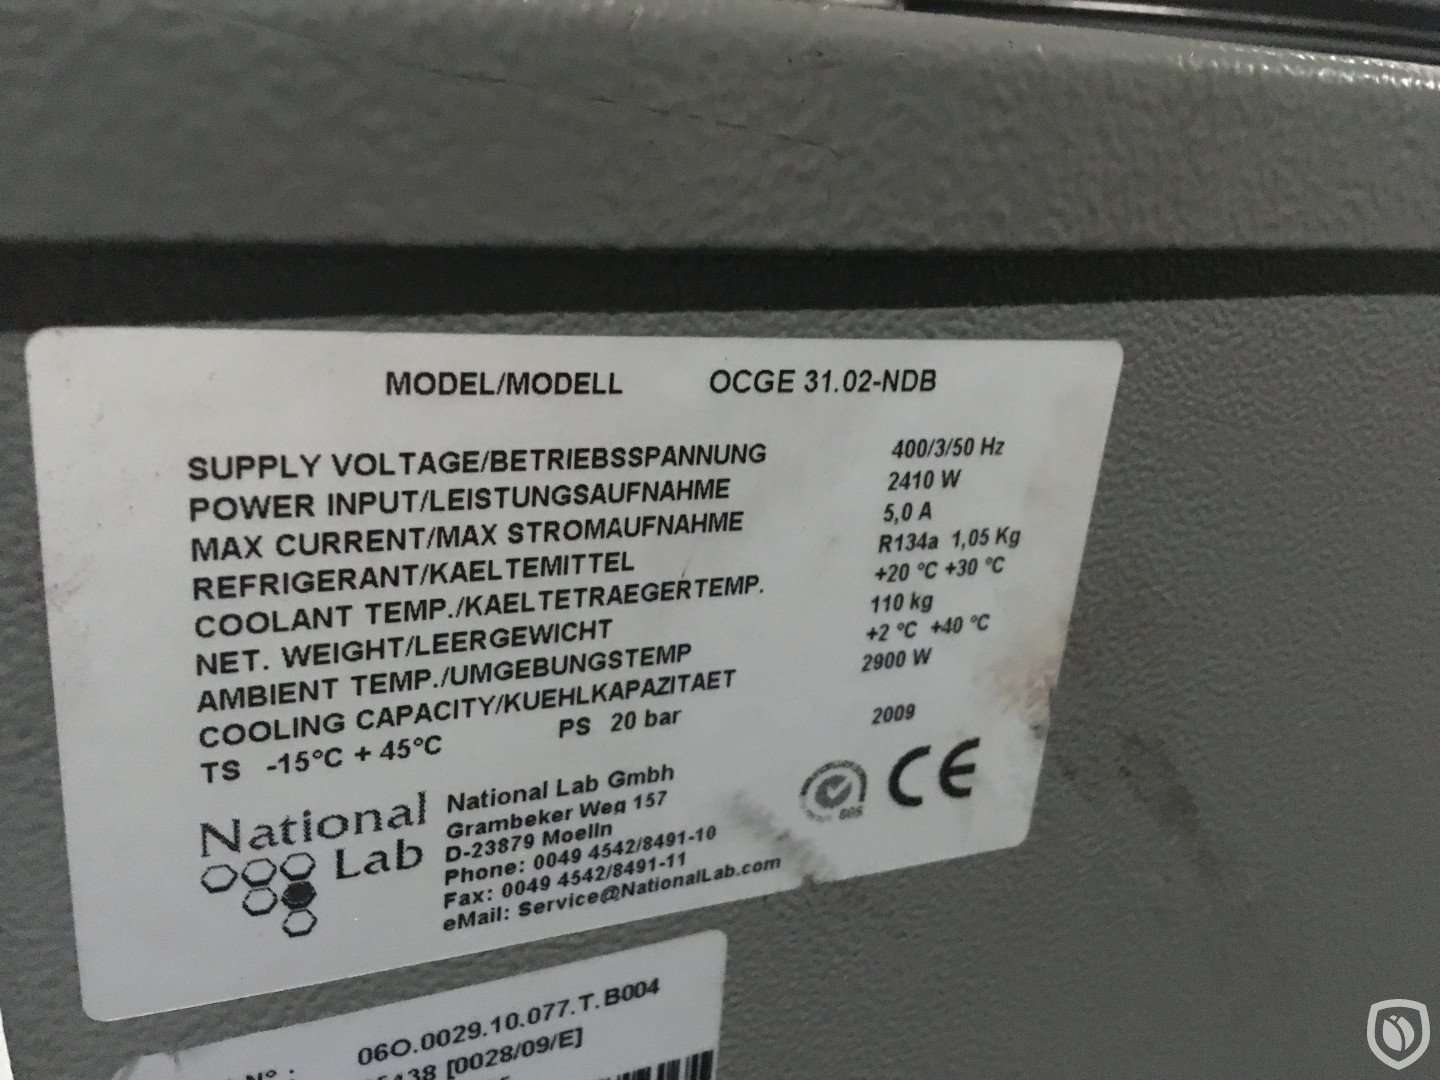 MODEL/MODELL OCGE 31.02-NDB
SUPPLY VOLTAGE/BETRIEBSSPANNUNG 400/3/50 Hz
POWER INPUT/LEISTUNGSAUFNAHME 2410 W
MAX CURRENT/MAX STROMAUFNAHME 5,0 A
REFRIGERANT/KAELTEMITTEL R134a 1,05 Kg
COOLANT TEMP./KAELTETRAEGERTEMP. +20 °C +30 °C
NET. WEIGHT/LEERGEWICHT 110 kg
AMBIENT TEMP./UMGEBUNGSTEMP +2 °C +40 °C
COOLING CAPACITY/KUEHLKAPAZITAET 2900 W
TS -15°C + 45°C PS 20 bar 2009
National Lab
National Lab Gmbh
Grambeker Weg 157
D-23879 Moelln
Phone: 0049 4542/8491-10
Fax: 0049 4542/8491-11
eMail: Service@NationalLab.com
SGS CE
N° : 06O.0029.10.077.T.B004
[0028/09/E]